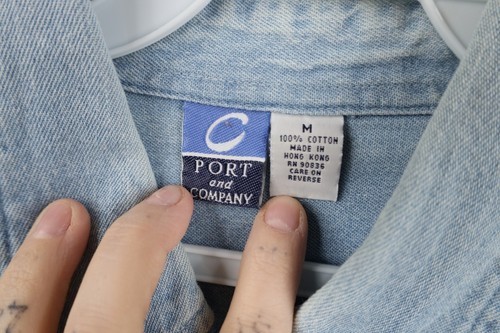 C
PORT
and
COMPANY
M
100% COTTON
MADE IN
HONG KONG
RN 90836
CARE ON
REVERSE